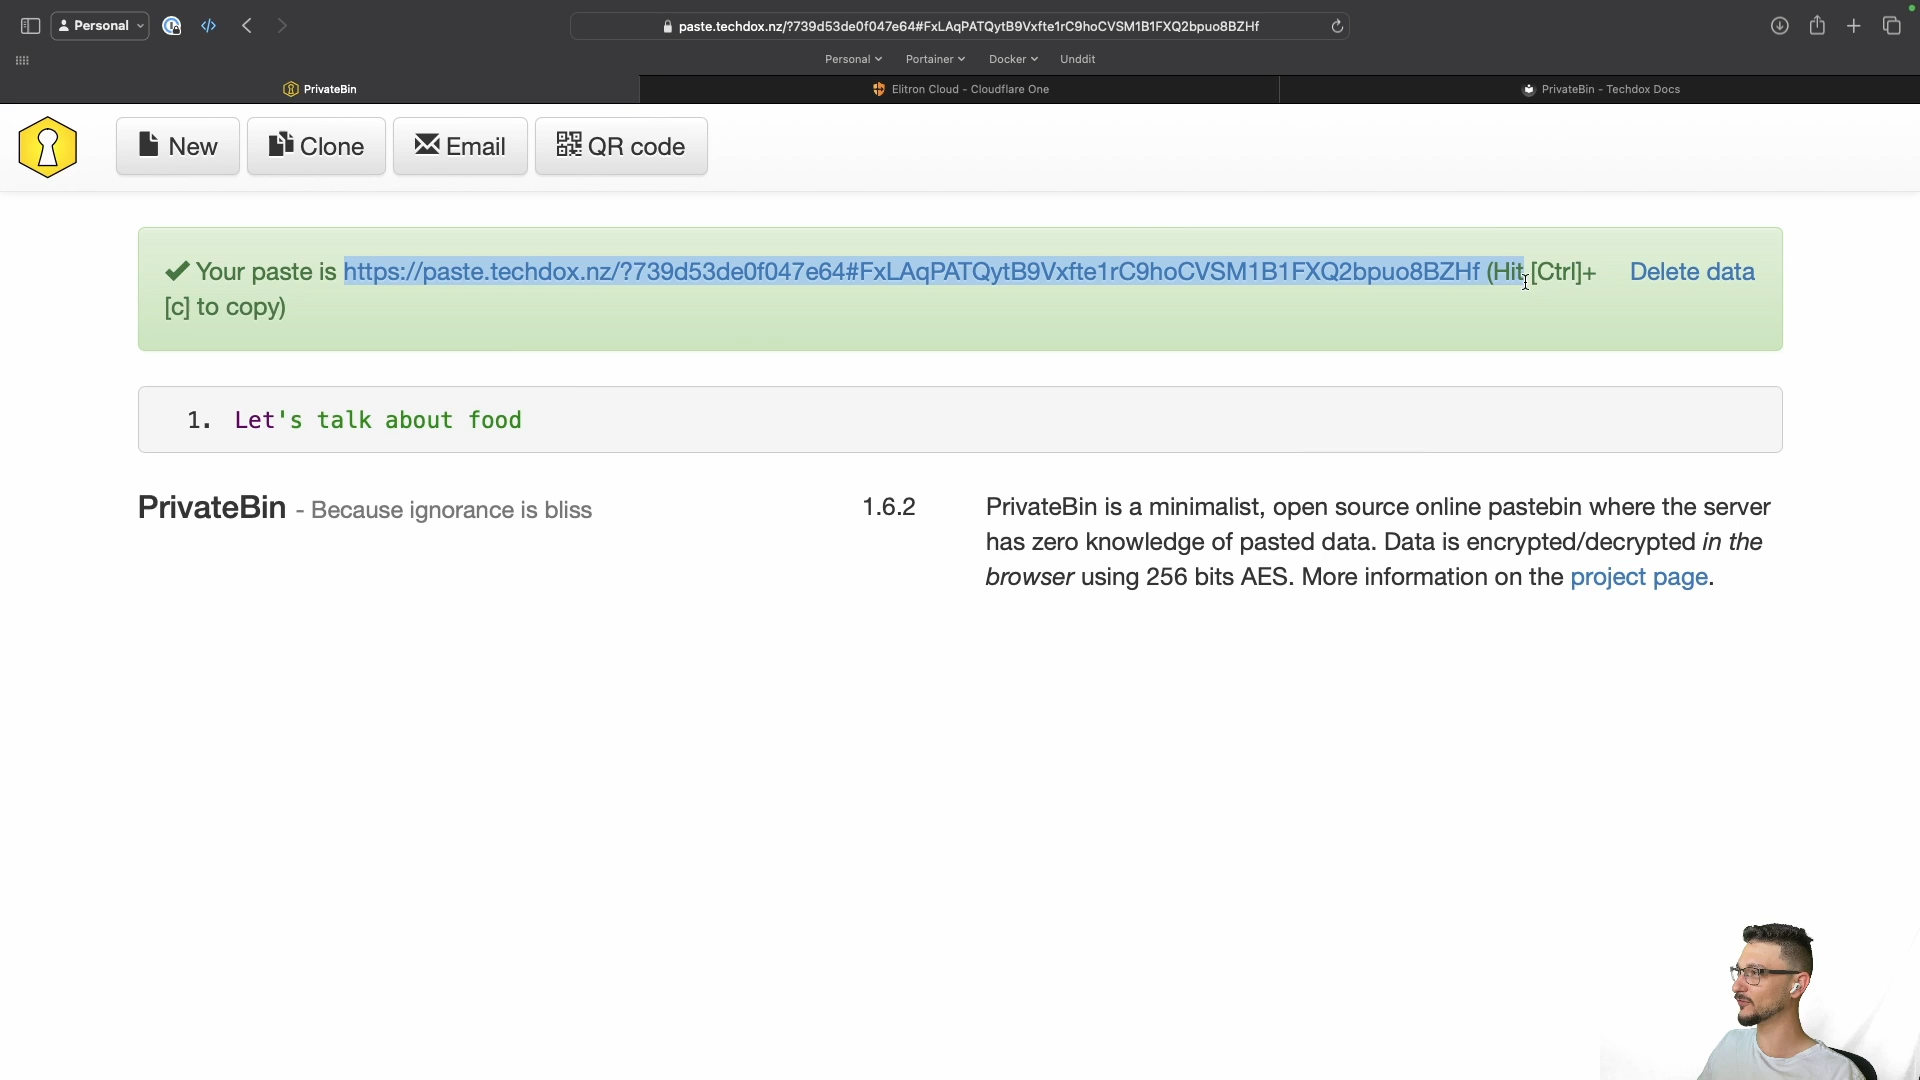 Personal
paste.techdox.nz/?739d53de0f047e64#FxLAqPATQytB9Vxfte1rC9hoCVSM1B1FXQ2bpuo8BZHf
Personal Portainer Docker Unddit
PrivateBin
Elitron Cloud - Cloudflare One
PrivateBin - Techdox Docs
New Clone Email QR code
Your paste is https://paste.techdox.nz/?739d53de0f047e64#FxLAqPATQytB9Vxfte1rC9hoCVSM1B1FXQ2bpuo8BZHf (Hit [Ctrl]+
[c] to copy)
Delete data
1. Let's talk about food
PrivateBin - Because ignorance is bliss
1.6.2
PrivateBin is a minimalist, open source online pastebin where the server
has zero knowledge of pasted data. Data is encrypted/decrypted in the
browser using 256 bits AES. More information on the project page.